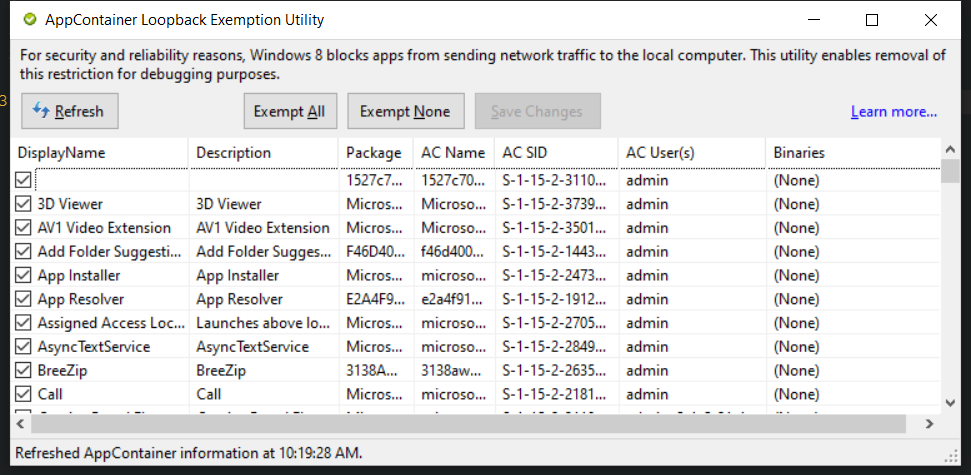 AppContainer Loopback Exemption Utility
For security and reliability reasons, Windows 8 blocks apps from sending network traffic to the local computer. This utility enables removal of
this restriction for debugging purposes.
3
Refresh Exempt All Exempt None Save Changes Learn more...
DisplayName Description Package AC Name AC SID AC User(s) Binaries
1527c7... 1527c70... S-1-15-2-3110... admin (None)
3D Viewer 3D Viewer Micros... Microso... S-1-15-2-3739... admin (None)
AV1 Video Extension AV1 Video Extension Micros... Microso... S-1-15-2-3501... admin (None)
Add Folder Suggesti... Add Folder Sugges... F46D40... f46d400... S-1-15-2-1443... admin (None)
App Installer App Installer Micros... microso... S-1-15-2-2473... admin (None)
App Resolver App Resolver E2A4F9... e2a4f91... S-1-15-2-1912... admin (None)
Assigned Access Loc... Launches above lo... Micros... microso... S-1-15-2-2705... admin (None)
AsyncTextService AsyncTextService Micros... microso... S-1-15-2-2849... admin (None)
BreeZip BreeZip 3138A... 3138aw... S-1-15-2-2635... admin (None)
Call Call Micros... microso... S-1-15-2-2181... admin (None)
Refreshed AppContainer information at 10:19:28 AM.